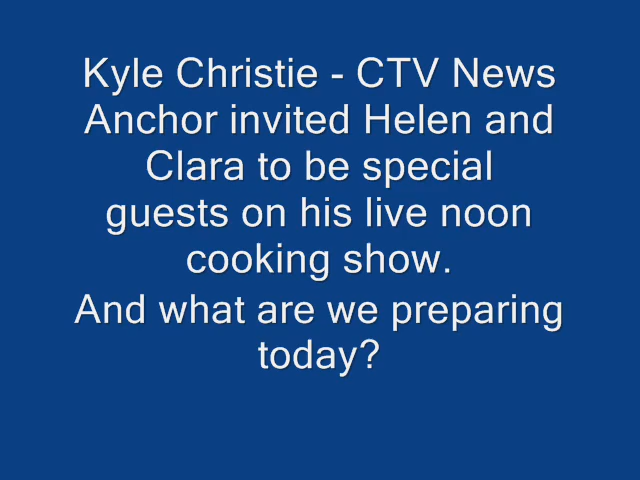 Kyle Christie - CTV News
Anchor invited Helen and
Clara to be special
guests on his live noon
cooking show.
And what are we preparing
today?